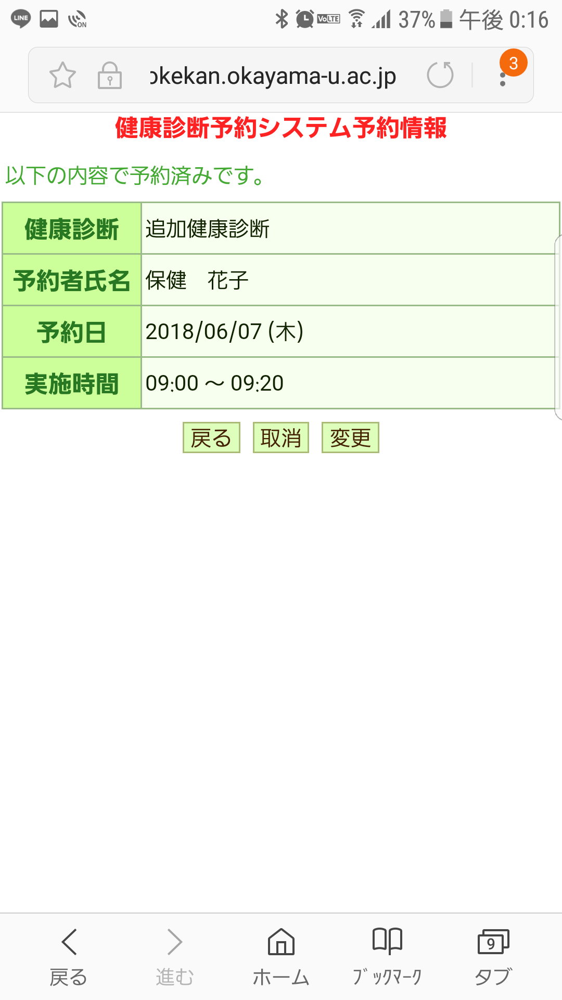 LINE ON VoLTE 37% 午後 0:16
okekan.okayama-u.ac.jp 3
健康診断予約システム予約情報
以下の内容で予約済みです。
健康診断 追加健康診断
予約者氏名 保健　花子
予約日 2018/06/07 (木)
実施時間 09:00 ～ 09:20
戻る 取消 変更
9
戻る 進む ホーム ﾌﾞｯｸﾏｰｸ タブ